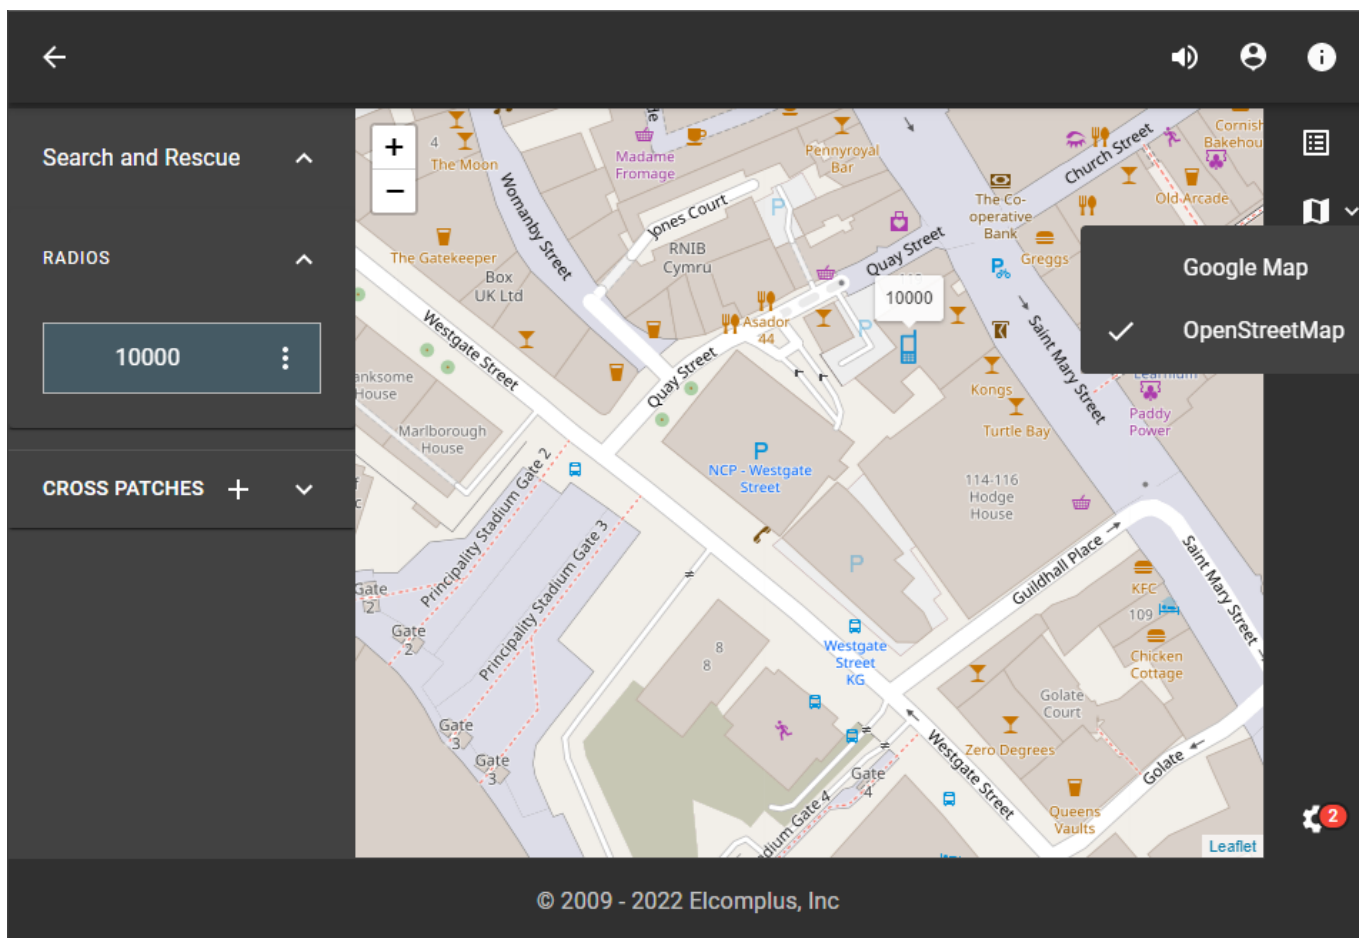 Search and Rescue
RADIOS
10000
CROSS PATCHES +
+
−
4
The Moon
Madame
Fromage
Pennyroyal
Bar
Church Street
Cornish
Old Arcade
Womanby Street
Jones Court
P
The Co-
operative
Bank
Greggs
RNIB
Cymru
Quay Street
The Gatekeeper
Box
UK Ltd
P
10000
Google Map
OpenStreetMap
Westgate Street
Asador
44
P
Saint Mary Street
House
Quay Street
Kongs
Paddy
Power
Marlborough
House
Turtle Bay
P
NCP - Westgate
Street
114-116
Hodge
House
Principality Stadium Gate 2
Principality Stadium Gate 3
P
Guildhall Place
Saint Mary Street
KFC
109
Gate
2
Gate
2
8
8
Westgate
Street
KG
Chicken
Cottage
Golate
Court
Gate
3
Gate
3
Zero Degrees
Westgate Street
Golate
Gate
4
Gate 4
Queens
Vaults
Leaflet
2
© 2009 - 2022 Elcomplus, Inc